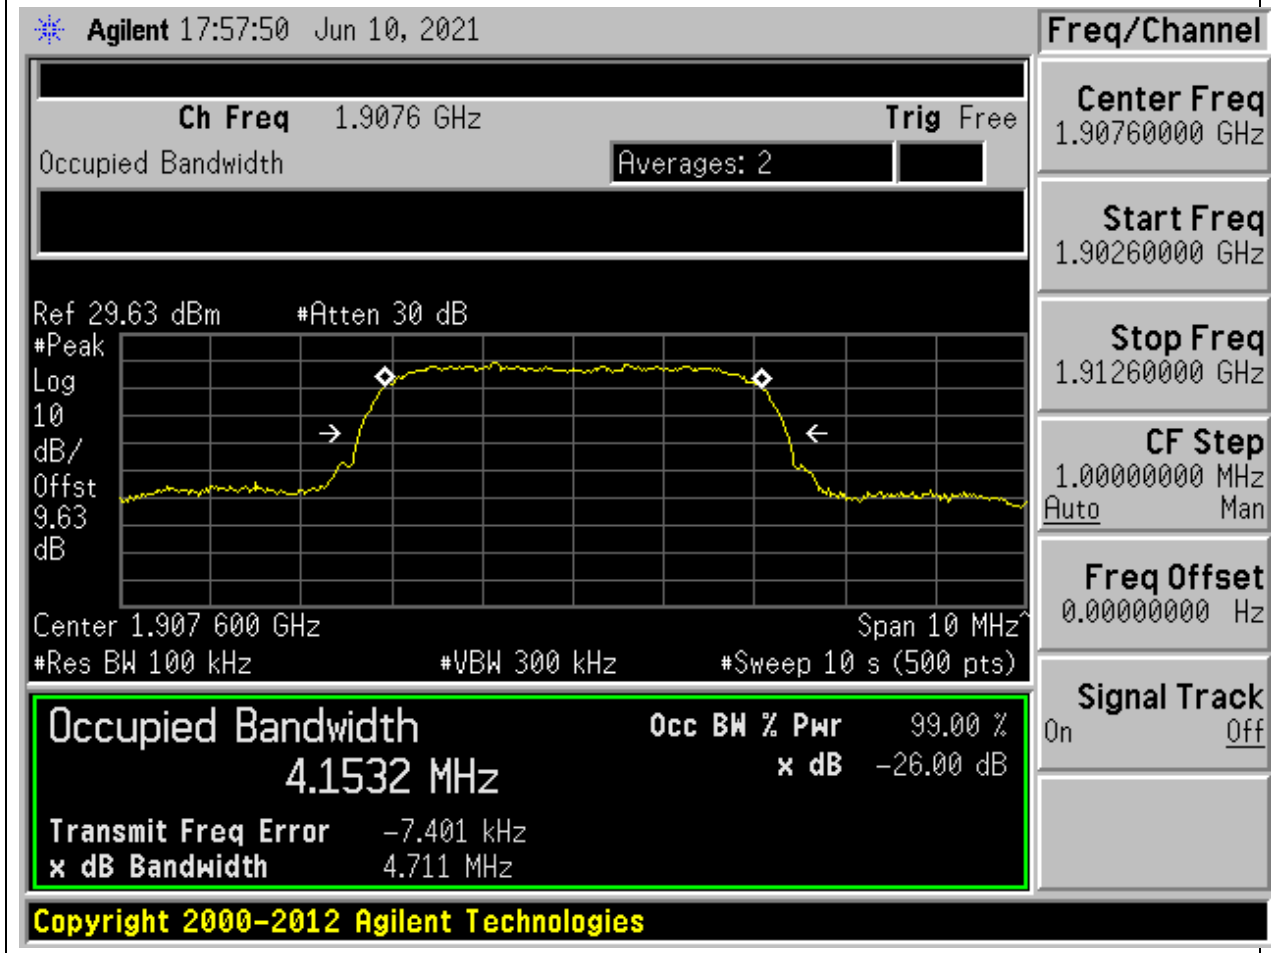 Agilent 17:57:50 Jun 10, 2021
Freq/Channel
Ch Freq 1.9076 GHz Trig Free
Occupied Bandwidth Averages: 2
Center Freq
1.90760000 GHz
Start Freq
1.90260000 GHz
Stop Freq
1.91260000 GHz
CF Step
1.00000000 MHz
Auto Man
Freq Offset
0.00000000 Hz
Signal Track
On Off
Ref 29.63 dBm #Atten 30 dB
#Peak
Log
10
dB/
Offst
9.63
dB
Center 1.907 600 GHz Span 10 MHz^
#Res BW 100 kHz #VBW 300 kHz #Sweep 10 s (500 pts)
Occupied Bandwidth Occ BW % Pwr 99.00 %
4.1532 MHz x dB -26.00 dB
Transmit Freq Error -7.401 kHz
x dB Bandwidth 4.711 MHz
Copyright 2000-2012 Agilent Technologies